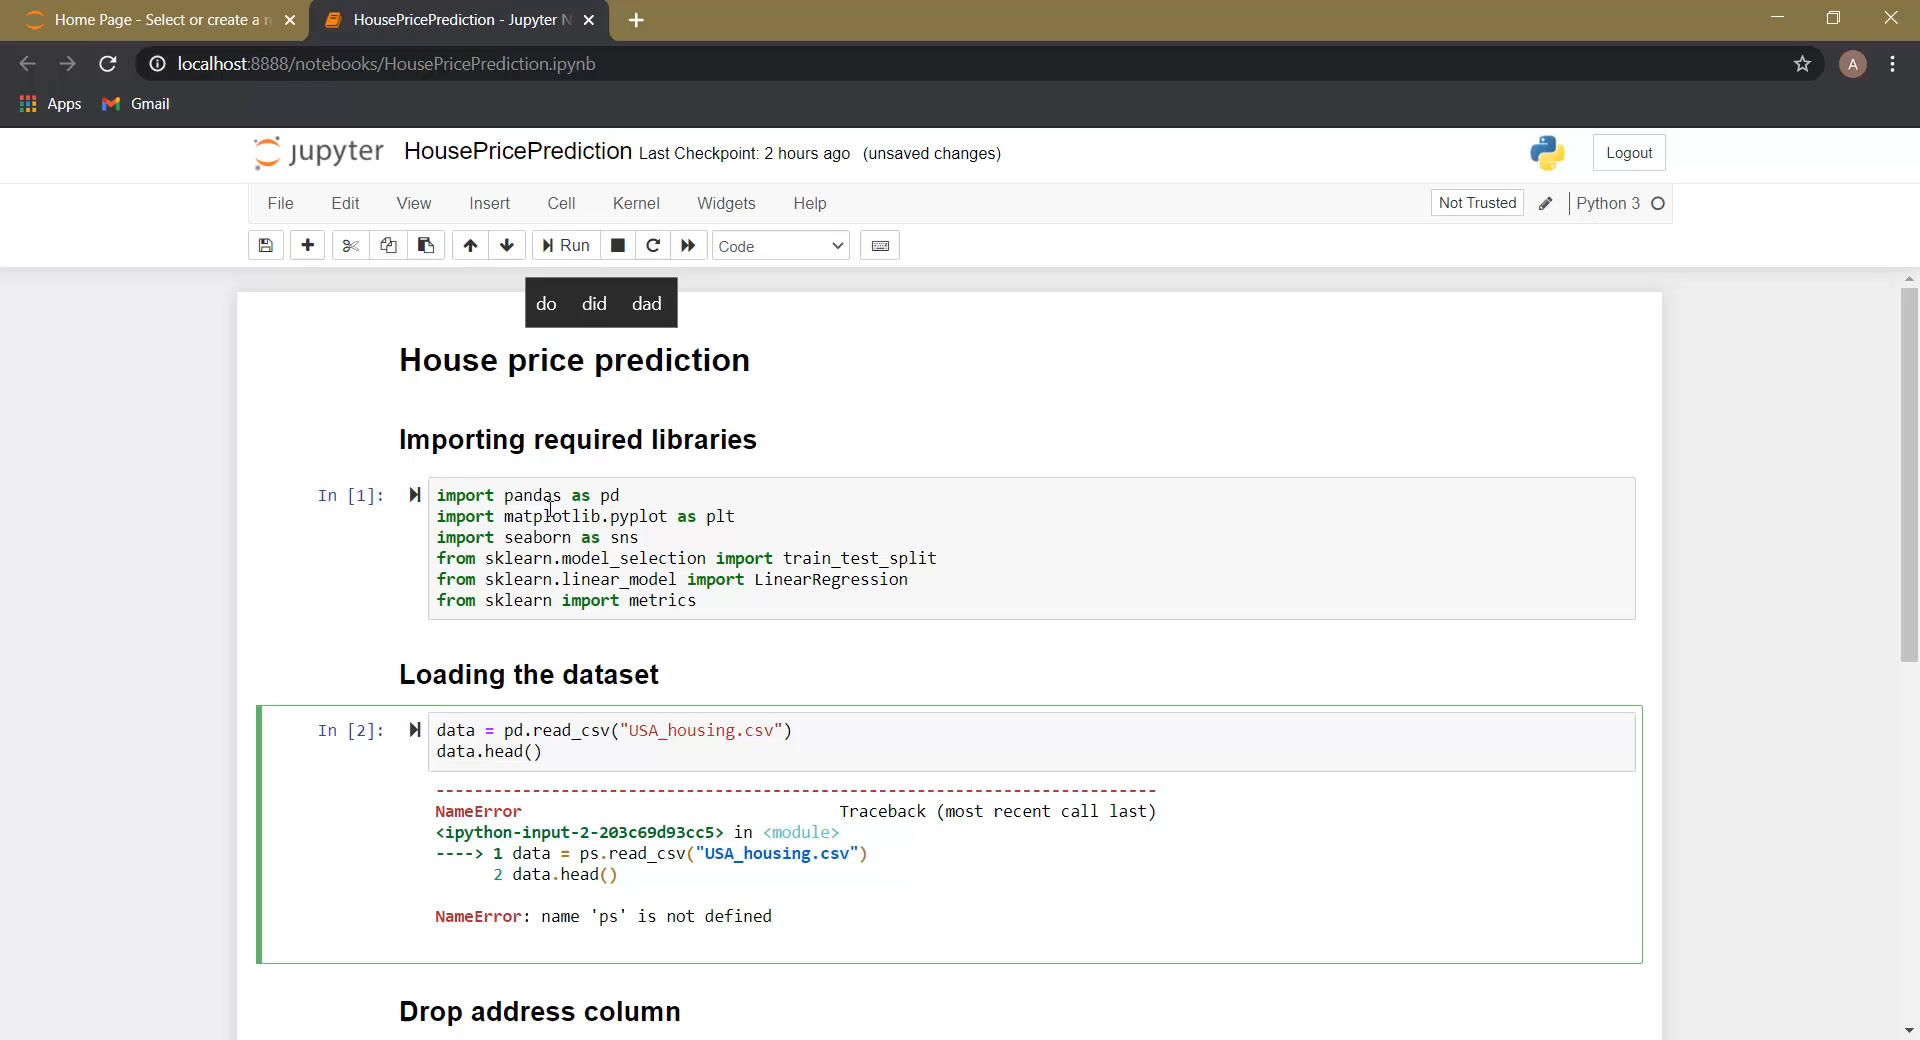 Home Page - Select or create a n
HousePricePrediction - Jupyter N
localhost:8888/notebooks/HousePricePrediction.ipynb
A
Apps
Gmail
jupyter
HousePricePrediction Last Checkpoint: 2 hours ago (unsaved changes)
Logout
File Edit View Insert Cell Kernel Widgets Help
Not Trusted
Python 3
Run
Code
do did dad
House price prediction
Importing required libraries
In [1]:
import pandas as pd
import matplotlib.pyplot as plt
import seaborn as sns
from sklearn.model_selection import train_test_split
from sklearn.linear_model import LinearRegression
from sklearn import metrics
Loading the dataset
In [2]:
data = pd.read_csv("USA_housing.csv")
data.head()
---------------------------------------------------------------------------
NameError Traceback (most recent call last)
<ipython-input-2-203c69d93cc5> in <module>
----> 1 data = ps.read_csv("USA_housing.csv")
2 data.head()
NameError: name 'ps' is not defined
Drop address column